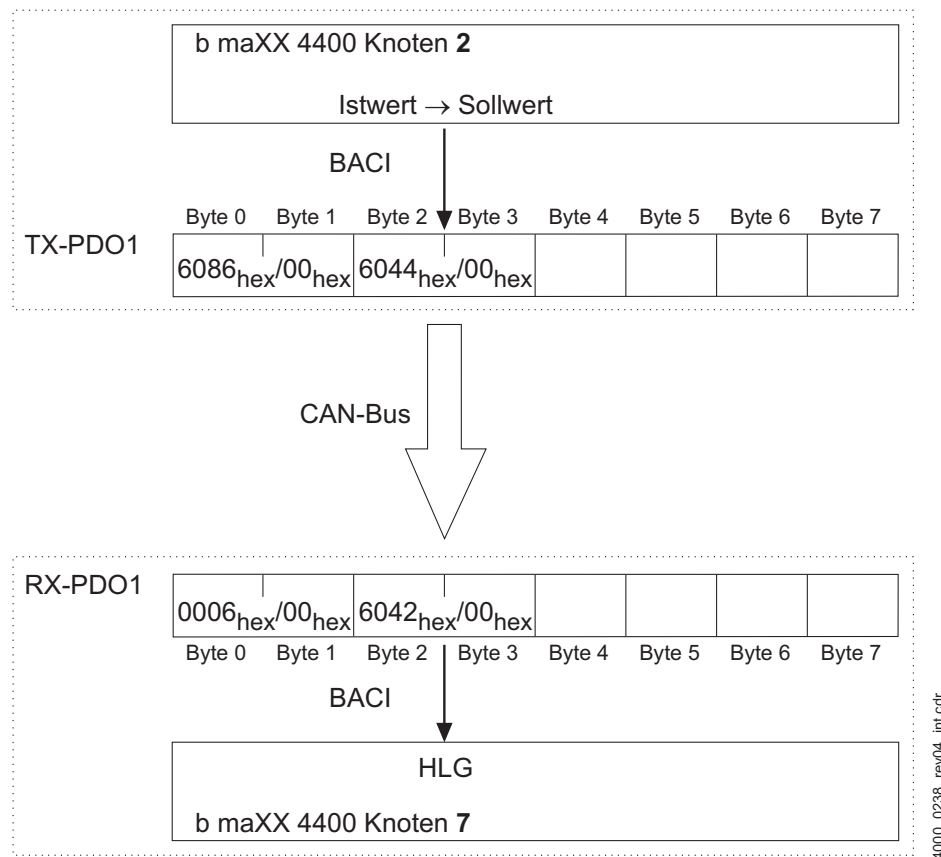 b maXX 4400 Knoten 2
Istwert → Sollwert
BACI
Byte 0 Byte 1 Byte 2 Byte 3 Byte 4 Byte 5 Byte 6 Byte 7
TX-PDO1
6086hex/00hex 6044hex/00hex
CAN-Bus
RX-PDO1
0006hex/00hex 6042hex/00hex
Byte 0 Byte 1 Byte 2 Byte 3 Byte 4 Byte 5 Byte 6 Byte 7
BACI
HLG
b maXX 4400 Knoten 7
000_0238_rev04_int.cdr